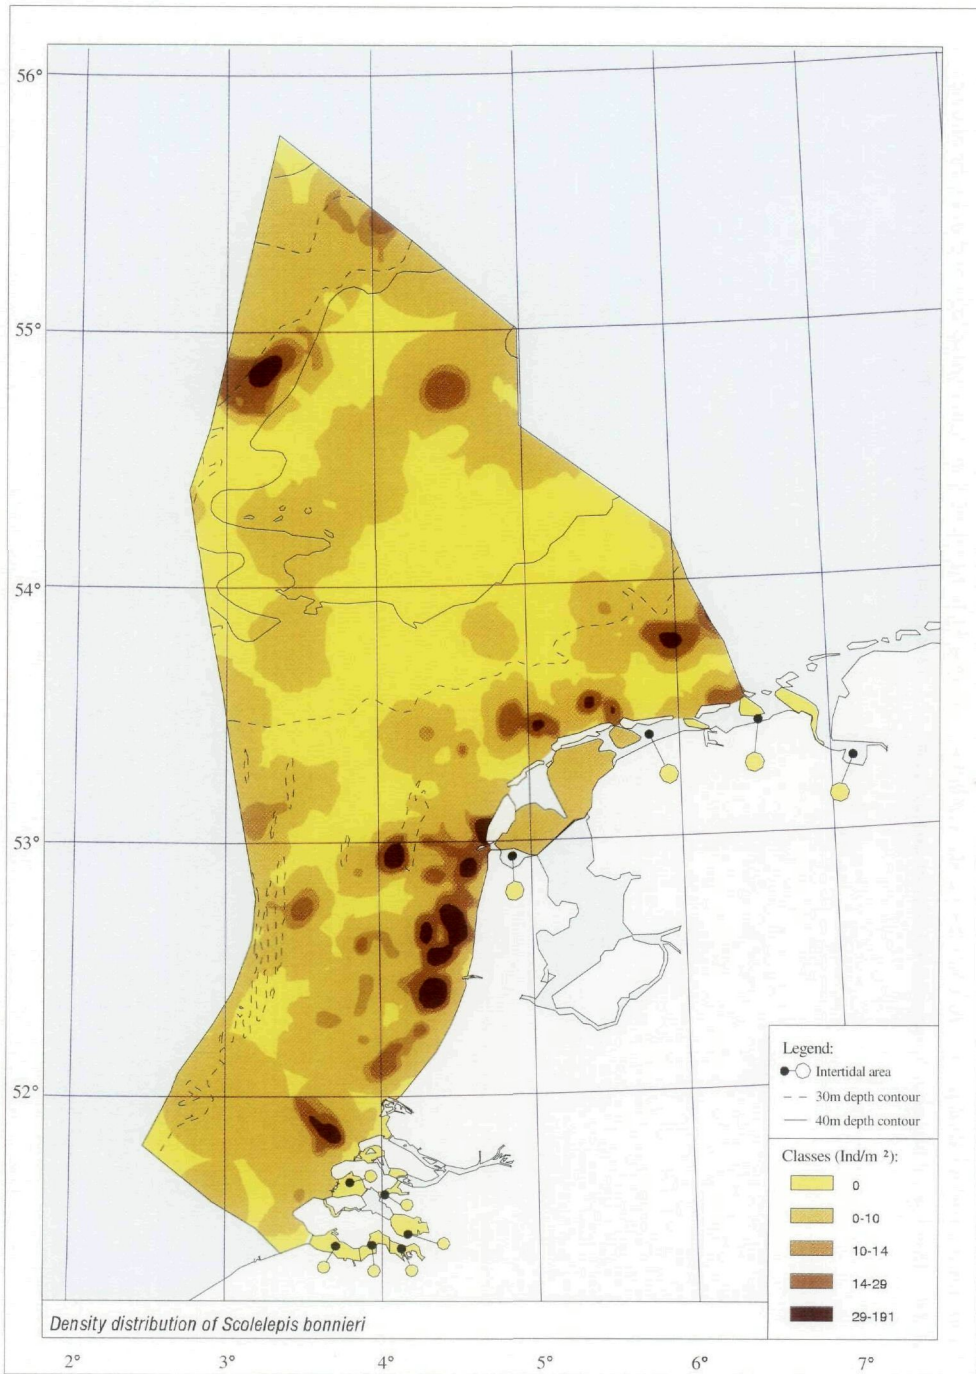 56°
55°
54°
53°
52°
Legend:
Intertidal area
30m depth contour
40m depth contour
Classes (Ind/m ²):
0
0-10
10-14
14-29
29-191
Density distribution of Scolelepis bonnieri
2°
3°
4°
5°
6°
7°